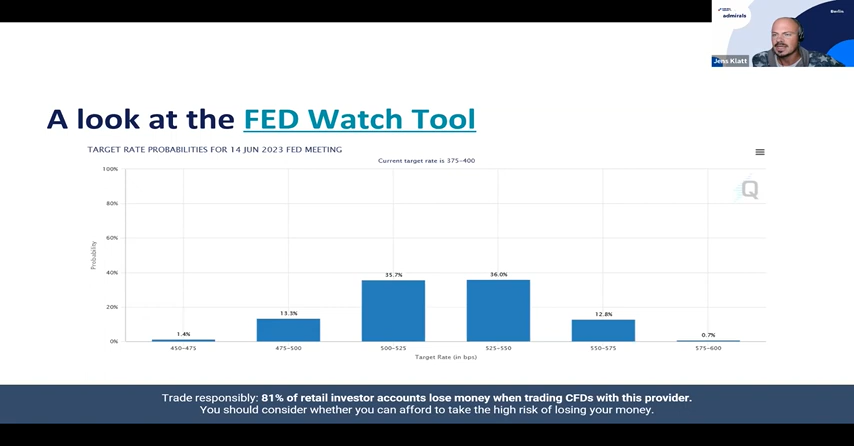 admirals
Berlin
Jens Klatt
A look at the FED Watch Tool
TARGET RATE PROBABILITIES FOR 14 JUN 2023 FED MEETING
Current target rate is 375-400
Q
Probability
100%
80%
60%
40%
20%
0%
1.4%
13.3%
35.7%
36.0%
12.8%
0.7%
450-475
475-500
500-525
525-550
550-575
575-600
Target Rate (in bps)
Trade responsibly: 81% of retail investor accounts lose money when trading CFDs with this provider.
You should consider whether you can afford to take the high risk of losing your money.